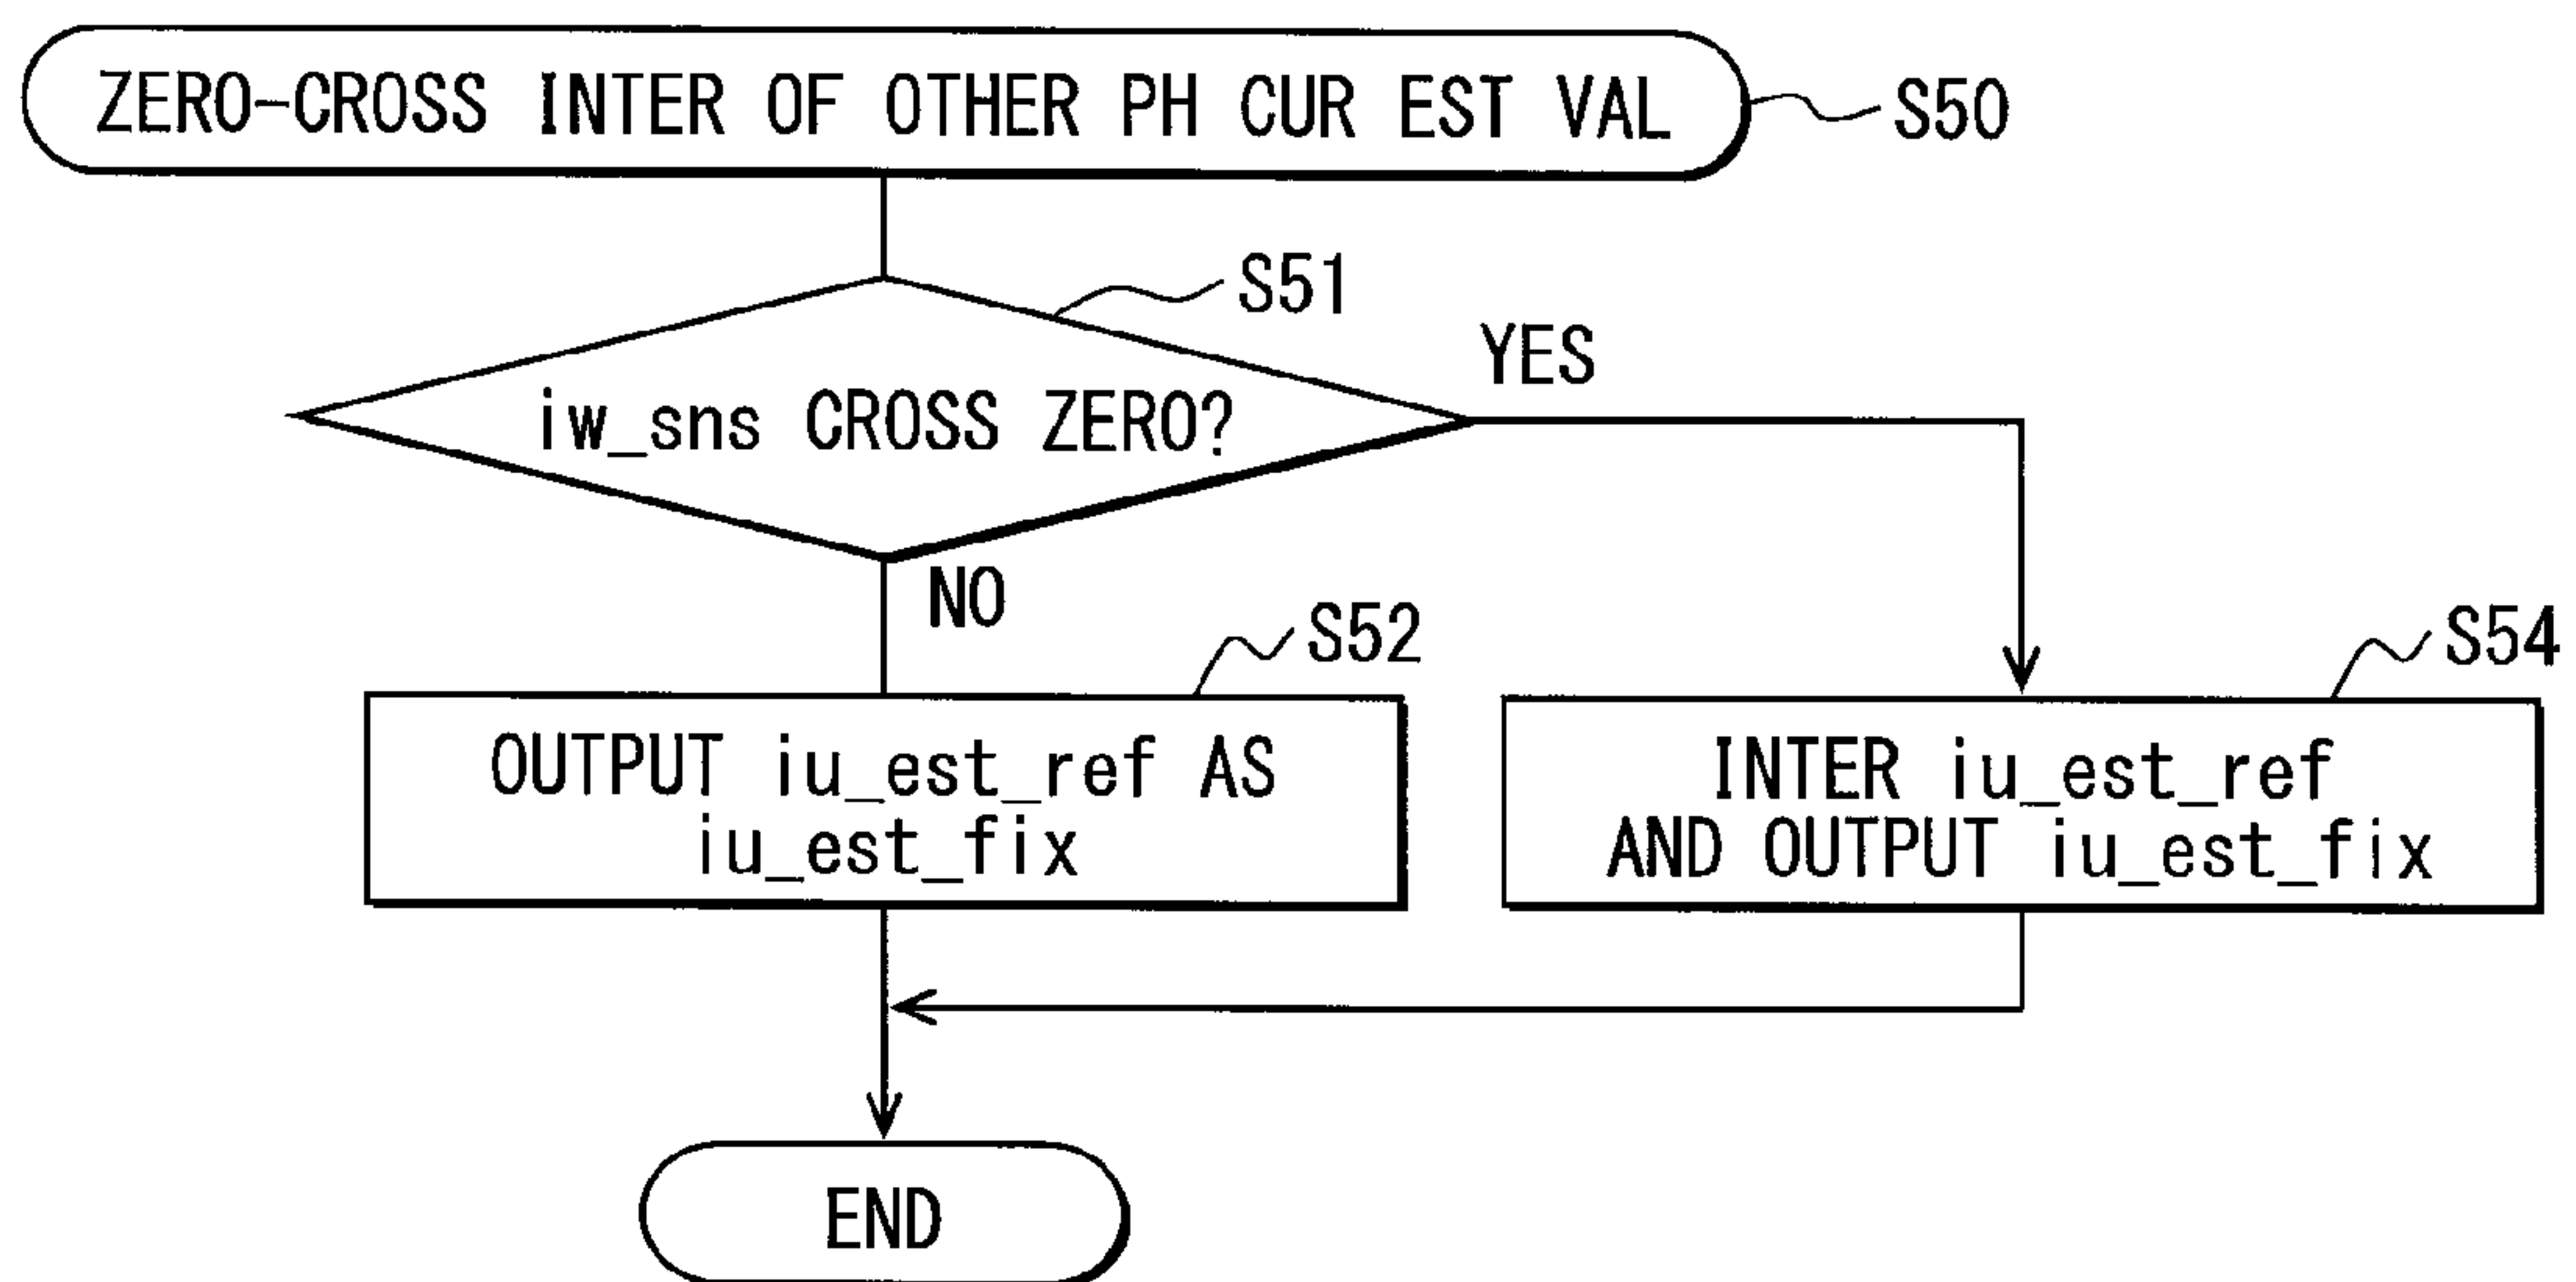 ZERO-CROSS INTER OF OTHER PH CUR EST VAL
S50
S51
iw_sns CROSS ZERO?
YES
NO
S52
S54
OUTPUT iu_est_ref AS
iu_est_fix
INTER iu_est_ref
AND OUTPUT iu_est_fix
END